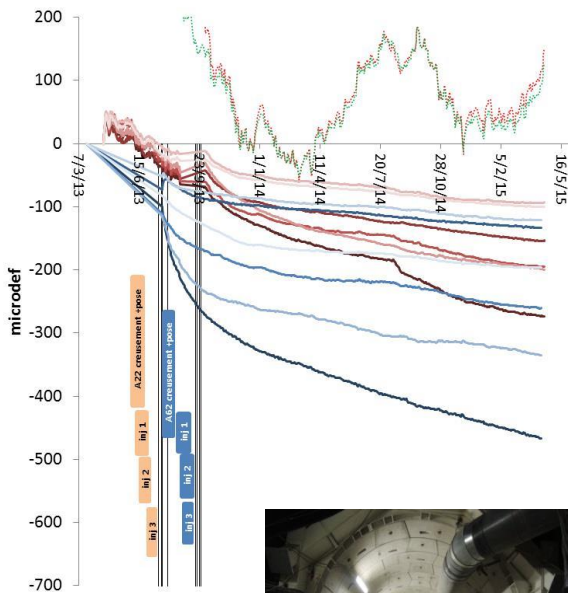 200
100
0
-100
-200
-300
-400
-500
-600
-700
microdef
7/3/13
15/6/13
23/9/13
1/1/14
11/4/14
20/7/14
28/10/14
5/2/15
16/5/15
A22 creusement +pose
inj 1
inj 2
inj 3
A62 creusement +pose
inj 1
inj 2
inj 3